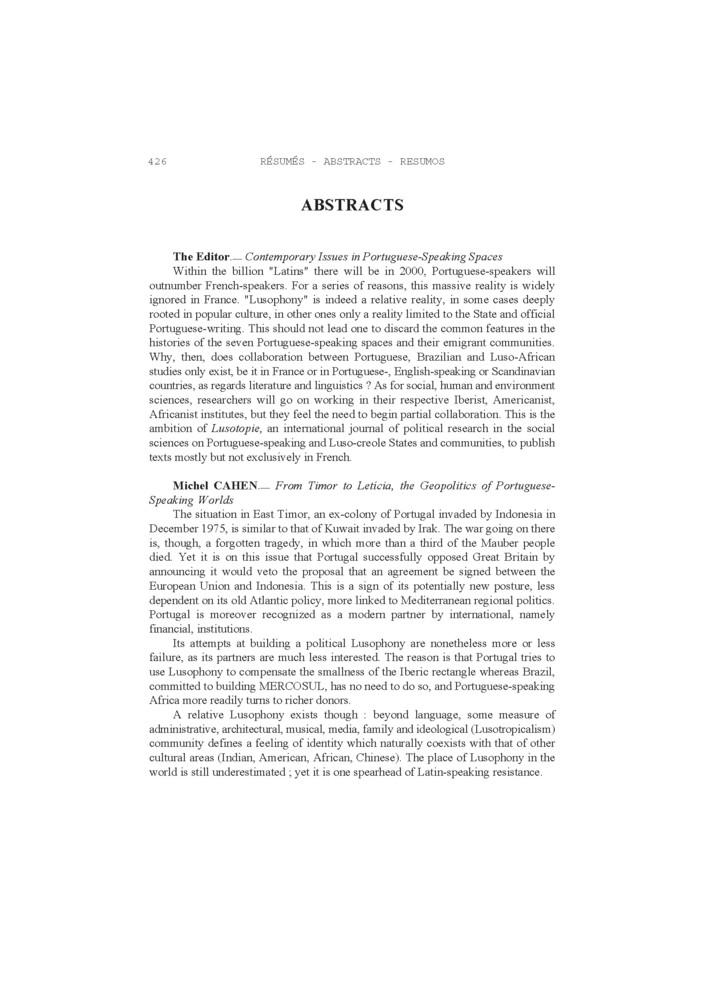 426 RÉSUMÉS - ABSTRACTS - RESUMOS
ABSTRACTS
The Editor.__ Contemporary Issues in Portuguese-Speaking Spaces
Within the billion "Latins" there will be in 2000, Portuguese-speakers will
outnumber French-speakers. For a series of reasons, this massive reality is widely
ignored in France. "Lusophony" is indeed a relative reality, in some cases deeply
rooted in popular culture, in other ones only a reality limited to the State and official
Portuguese-writing. This should not lead one to discard the common features in the
histories of the seven Portuguese-speaking spaces and their emigrant communities.
Why, then, does collaboration between Portuguese, Brazilian and Luso-African
studies only exist, be it in France or in Portuguese-, English-speaking or Scandinavian
countries, as regards literature and linguistics ? As for social, human and environment
sciences, researchers will go on working in their respective Iberist, Americanist,
Africanist institutes, but they feel the need to begin partial collaboration. This is the
ambition of Lusotopie, an international journal of political research in the social
sciences on Portuguese-speaking and Luso-creole States and communities, to publish
texts mostly but not exclusively in French.
Michel CAHEN.__ From Timor to Leticia, the Geopolitics of Portuguese-
Speaking Worlds
The situation in East Timor, an ex-colony of Portugal invaded by Indonesia in
December 1975, is similar to that of Kuwait invaded by Irak. The war going on there
is, though, a forgotten tragedy, in which more than a third of the Mauber people
died. Yet it is on this issue that Portugal successfully opposed Great Britain by
announcing it would veto the proposal that an agreement be signed between the
European Union and Indonesia. This is a sign of its potentially new posture, less
dependent on its old Atlantic policy, more linked to Mediterranean regional politics.
Portugal is moreover recognized as a modern partner by international, namely
financial, institutions.
Its attempts at building a political Lusophony are nonetheless more or less
failure, as its partners are much less interested. The reason is that Portugal tries to
use Lusophony to compensate the smallness of the Iberic rectangle whereas Brazil,
committed to building MERCOSUL, has no need to do so, and Portuguese-speaking
Africa more readily turns to richer donors.
A relative Lusophony exists though : beyond language, some measure of
administrative, architectural, musical, media, family and ideological (Lusotropicalism)
community defines a feeling of identity which naturally coexists with that of other
cultural areas (Indian, American, African, Chinese). The place of Lusophony in the
world is still underestimated ; yet it is one spearhead of Latin-speaking resistance.